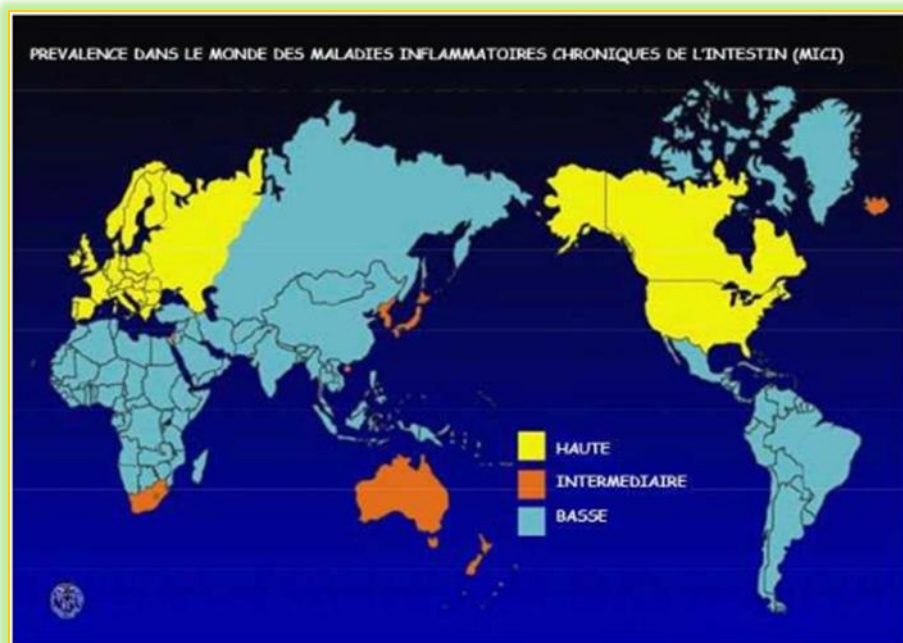 PREVALENCE DANS LE MONDE DES MALADIES INFLAMMATOIRES CHRONIQUES DE L'INTESTIN (MICI)
HAUTE
INTERMEDIAIRE
BASSE